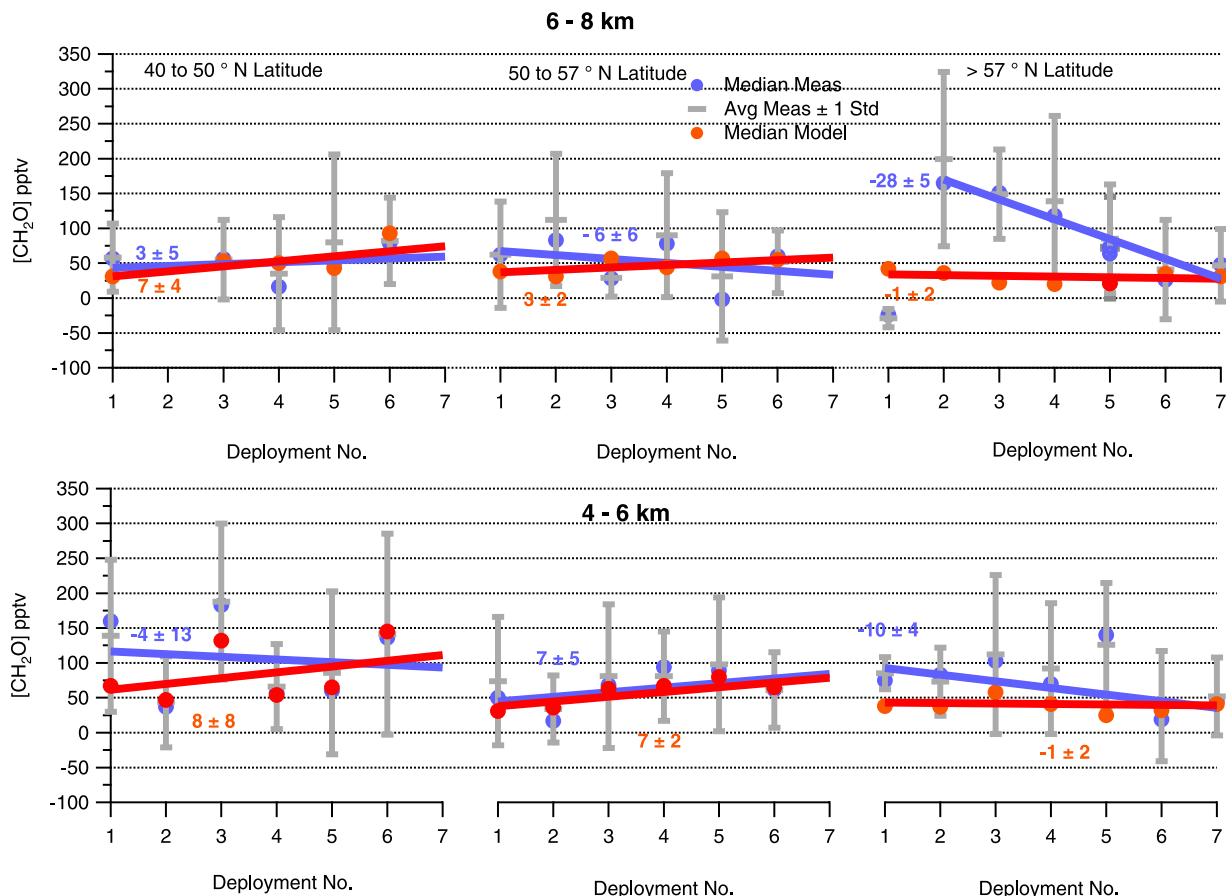 6 - 8 km
350
300
250
200
150
100
50
0
-50
-100
[CH₂O] pptv
40 to 50 ° N Latitude
50 to 57 ° N Latitude
> 57 ° N Latitude
Median Meas
Avg Meas ± 1 Std
Median Model
3 ± 5
7 ± 4
- 6 ± 6
3 ± 2
-28 ± 5
-1 ± 2
1 2 3 4 5 6 7
1 2 3 4 5 6 7
1 2 3 4 5 6 7
Deployment No.
Deployment No.
Deployment No.
4 - 6 km
350
300
250
200
150
100
50
0
-50
-100
[CH₂O] pptv
-4 ± 13
8 ± 8
7 ± 5
7 ± 2
-10 ± 4
-1 ± 2
1 2 3 4 5 6 7
1 2 3 4 5 6 7
1 2 3 4 5 6 7
Deployment No.
Deployment No.
Deployment No.